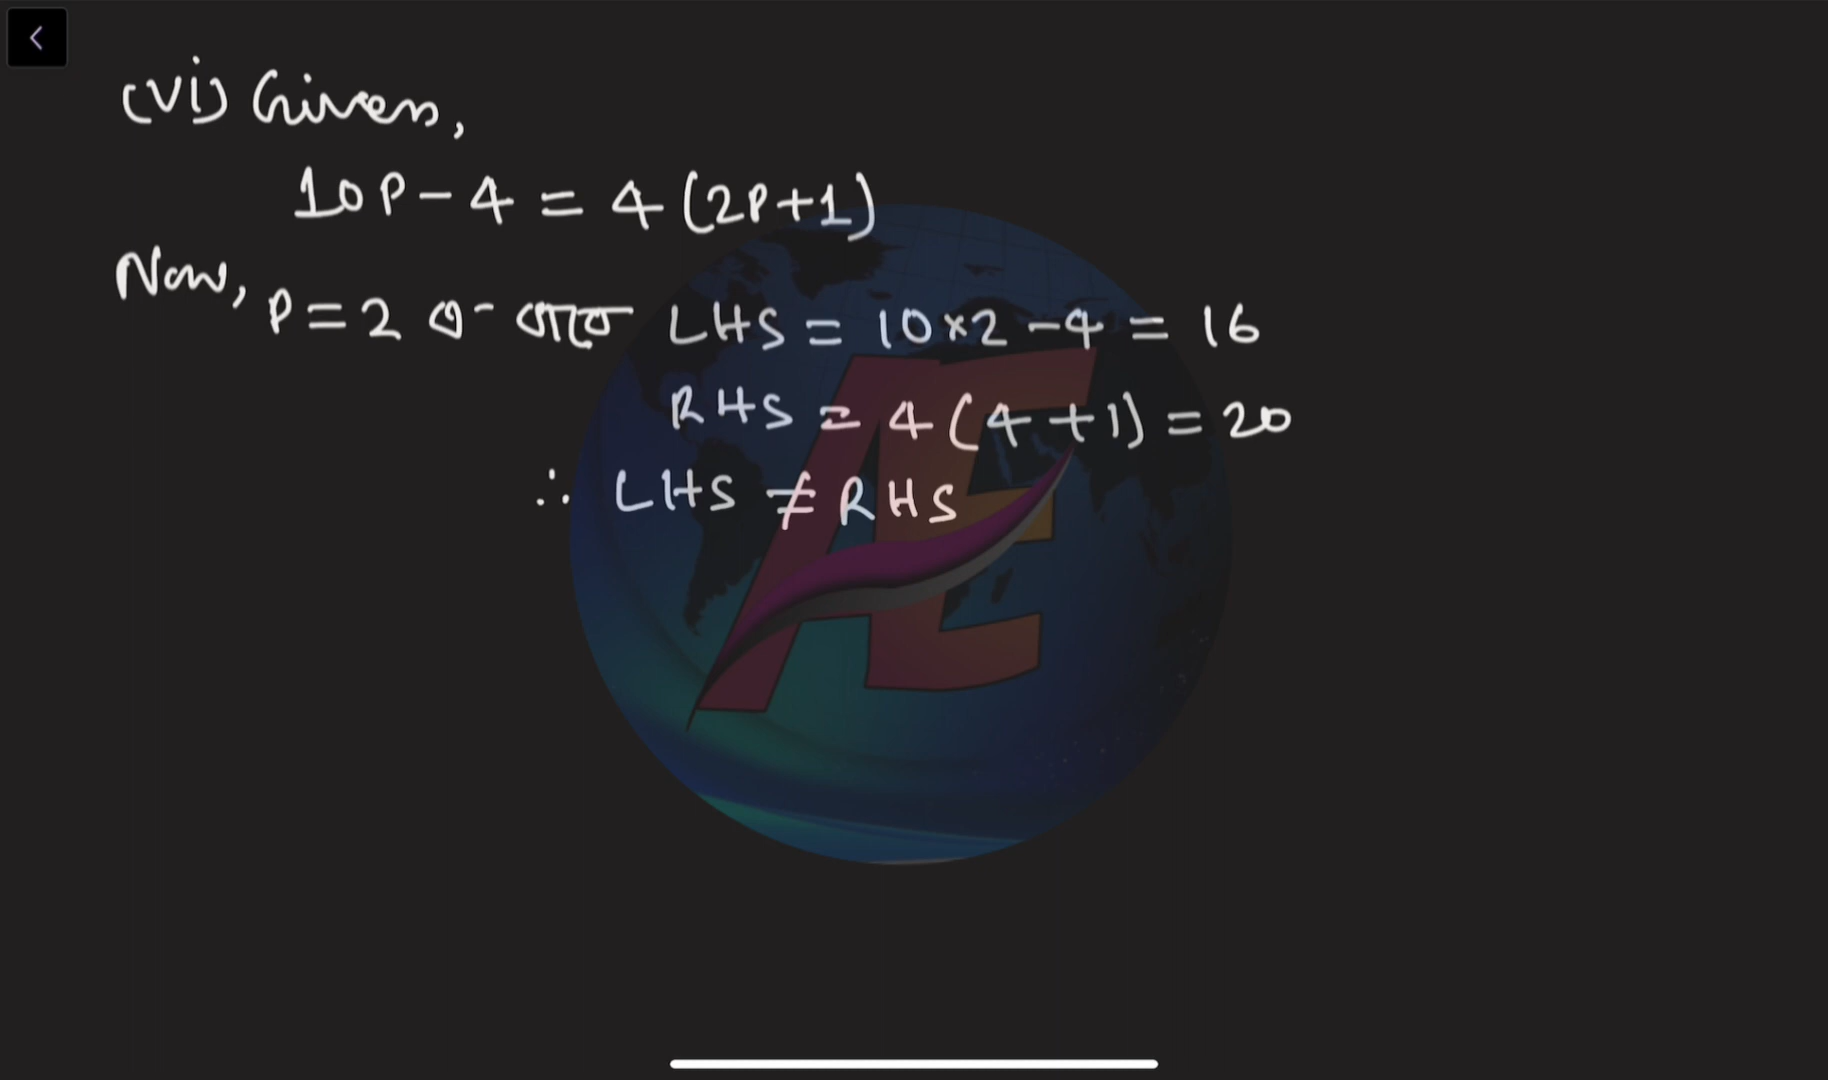 (vi) Given,
10P - 4 = 4 (2P+1)
Now, P = 2 ও- LHS = 10×2 - 4 = 16
RHS = 4 (4+1) = 20
∴ LHS ≠ RHS
Æ